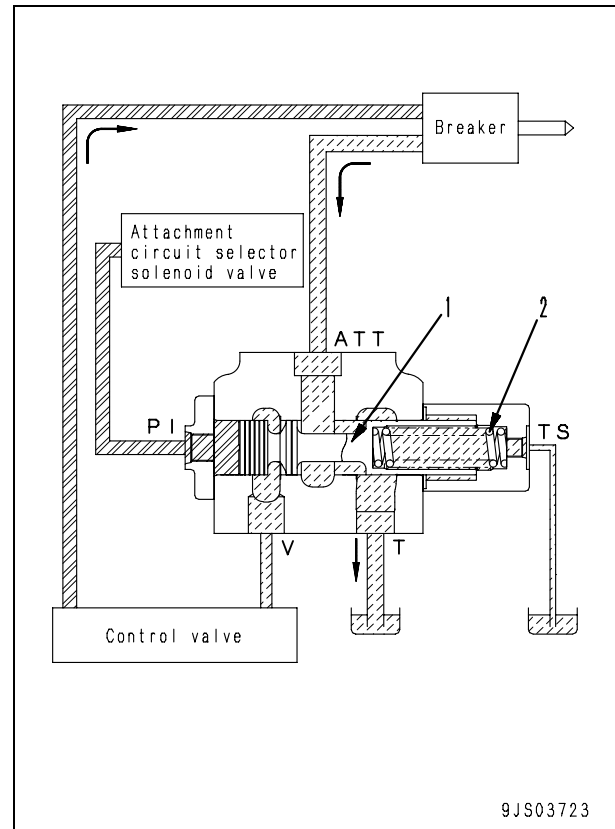 Breaker
Attachment
circuit selector
solenoid valve
1
2
ATT
PI
TS
V
T
Control valve
9JS03723